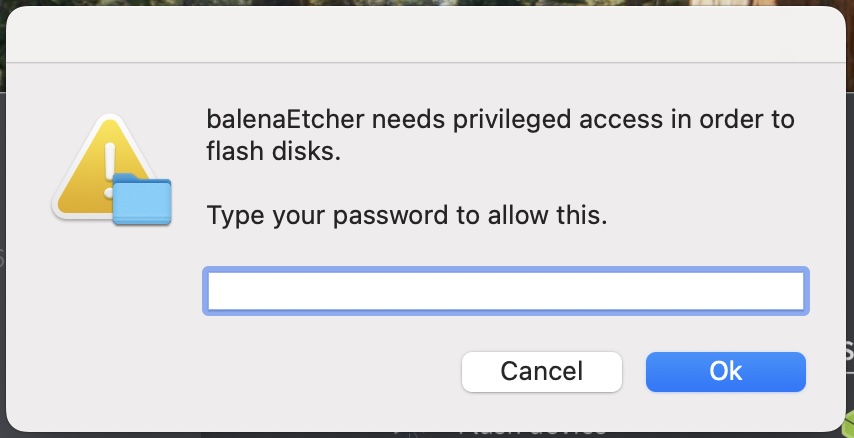 balenaEtcher needs privileged access in order to
flash disks.
Type your password to allow this.
Cancel
Ok